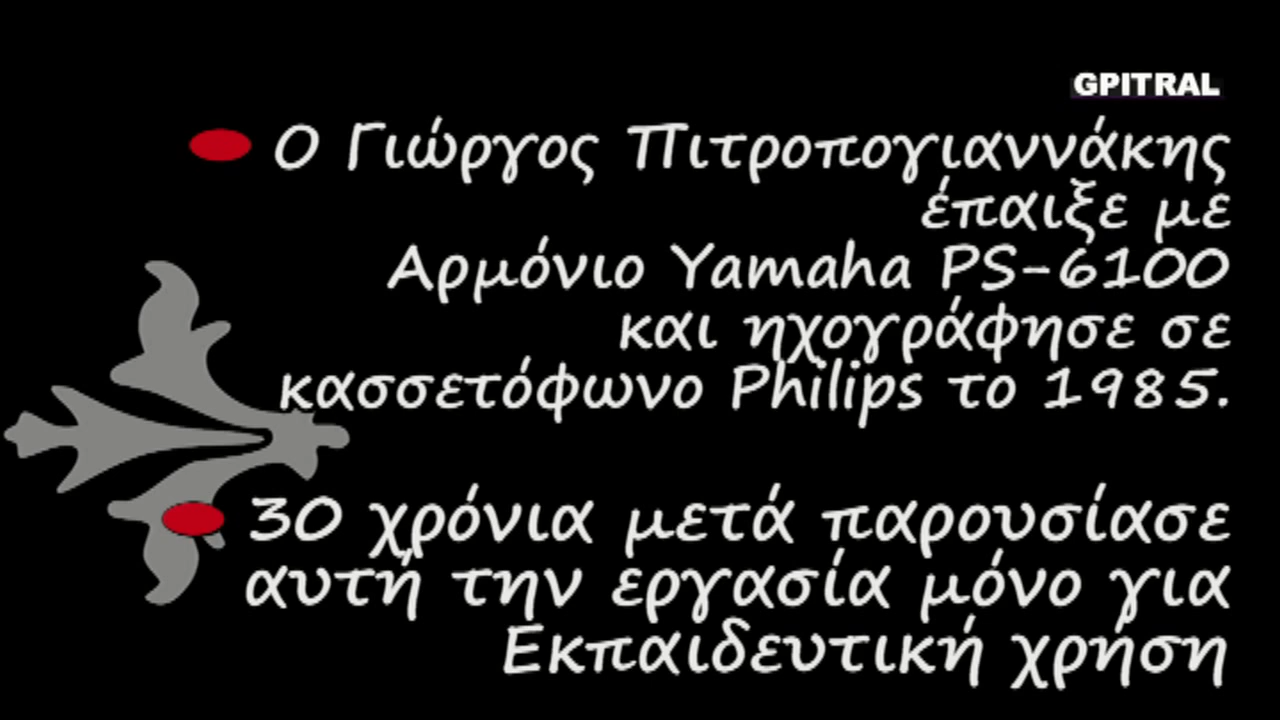 GPITRAL
Ο Γιώργος Πιτροπογιαννάκης
έπαιξε με
Αρμόνιο Yamaha PS-6100
και ηχογράφησε σε
κασσετόφωνο Philips το 1985.
30 χρόνια μετά παρουσίασε
αυτή την εργασία μόνο για
Εκπαιδευτική χρήση